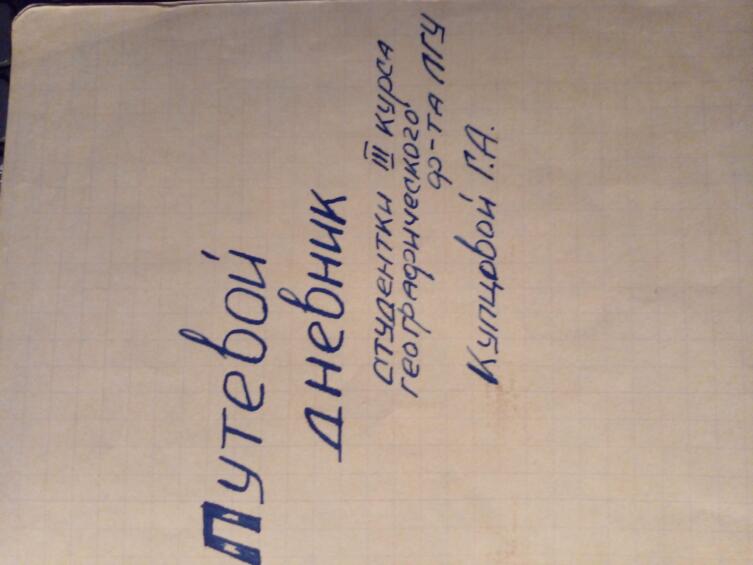 Путевой
дневник
студентки III курса
географического
ф-та ЛГУ
Купцовой Г.А.